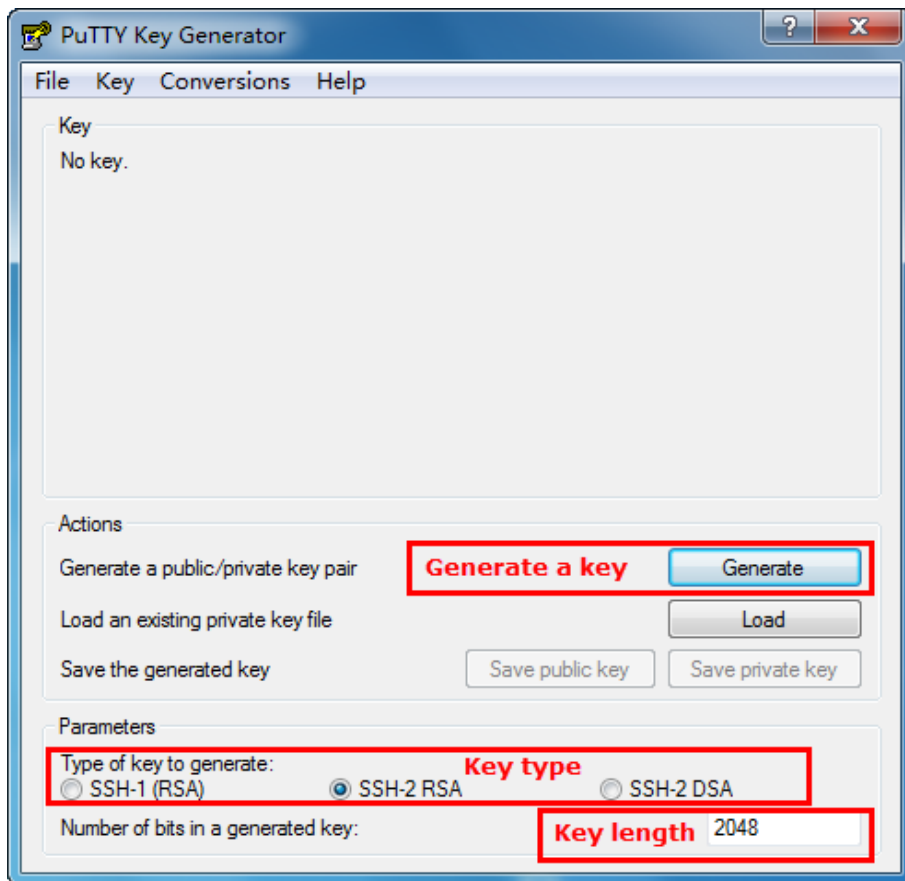 PuTTY Key Generator
?
File Key Conversions Help
Key
No key.
Actions
Generate a public/private key pair Generate a key Generate
Load an existing private key file Load
Save the generated key Save public key Save private key
Parameters
Type of key to generate: Key type
SSH-1 (RSA) SSH-2 RSA SSH-2 DSA
Number of bits in a generated key: Key length 2048